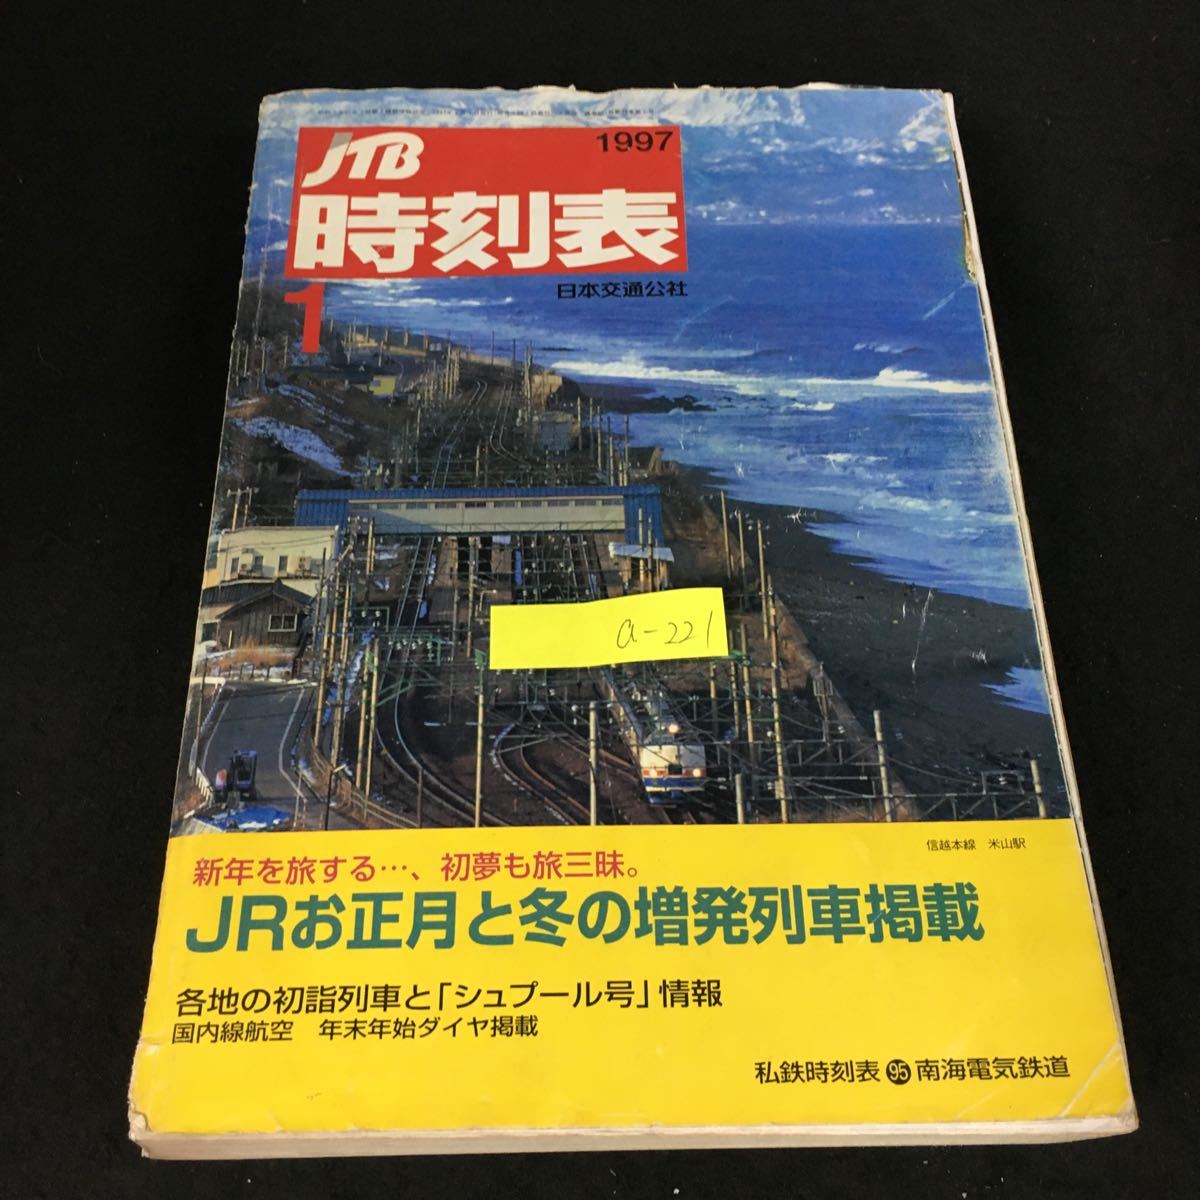 JTB
1997
時刻表
1
日本交通公社
a-221
信越本線 米山駅
新年を旅する…、初夢も旅三昧。
JRお正月と冬の増発列車掲載
各地の初詣列車と「シュプール号」情報
国内線航空 年末年始ダイヤ掲載
私鉄時刻表 95 南海電気鉄道